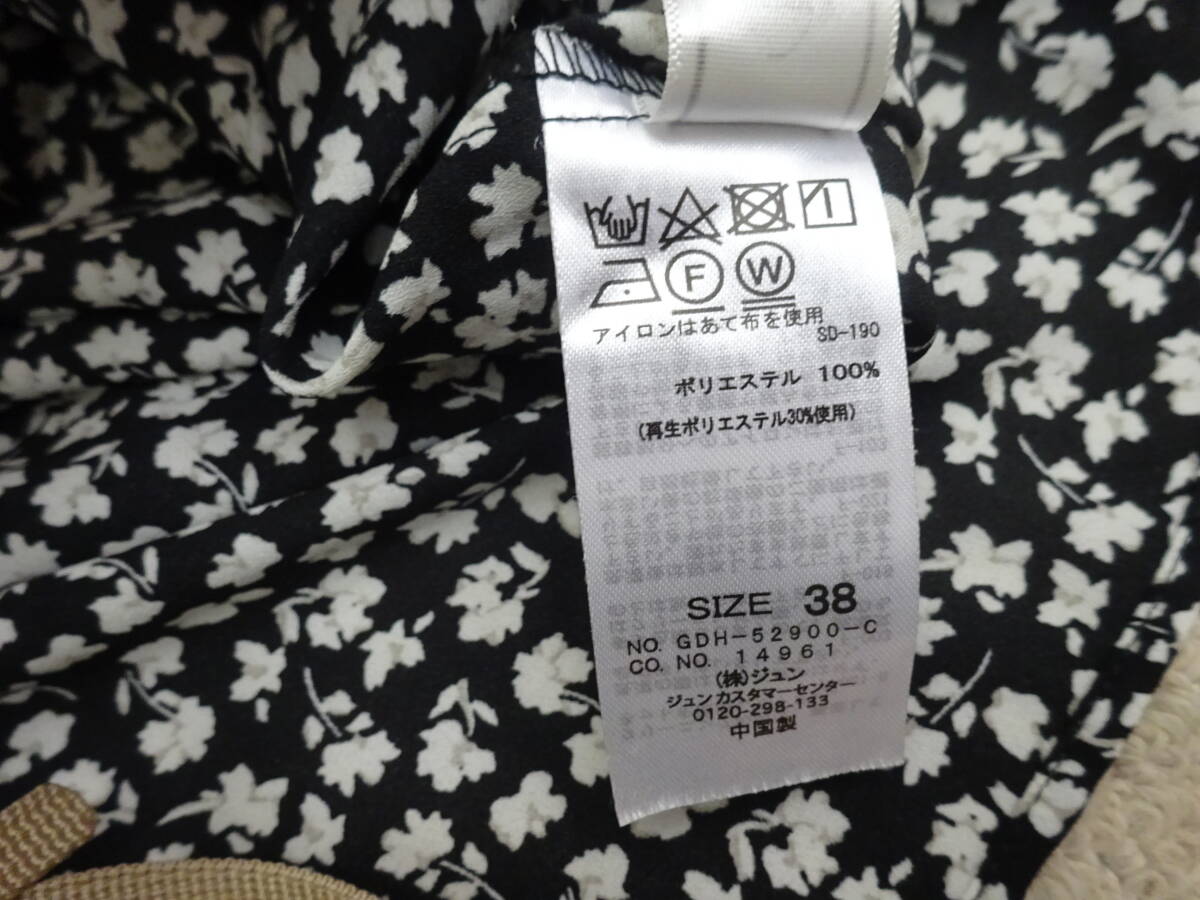 F W
アイロンはあて布を使用
SD-190
ポリエステル 100%
(再生ポリエステル30%使用)
SIZE 38
NO. GDH-52900-C
CO. NO. 14961
(株)ジュン
ジュンカスタマーセンター
0120-298-133
中国製